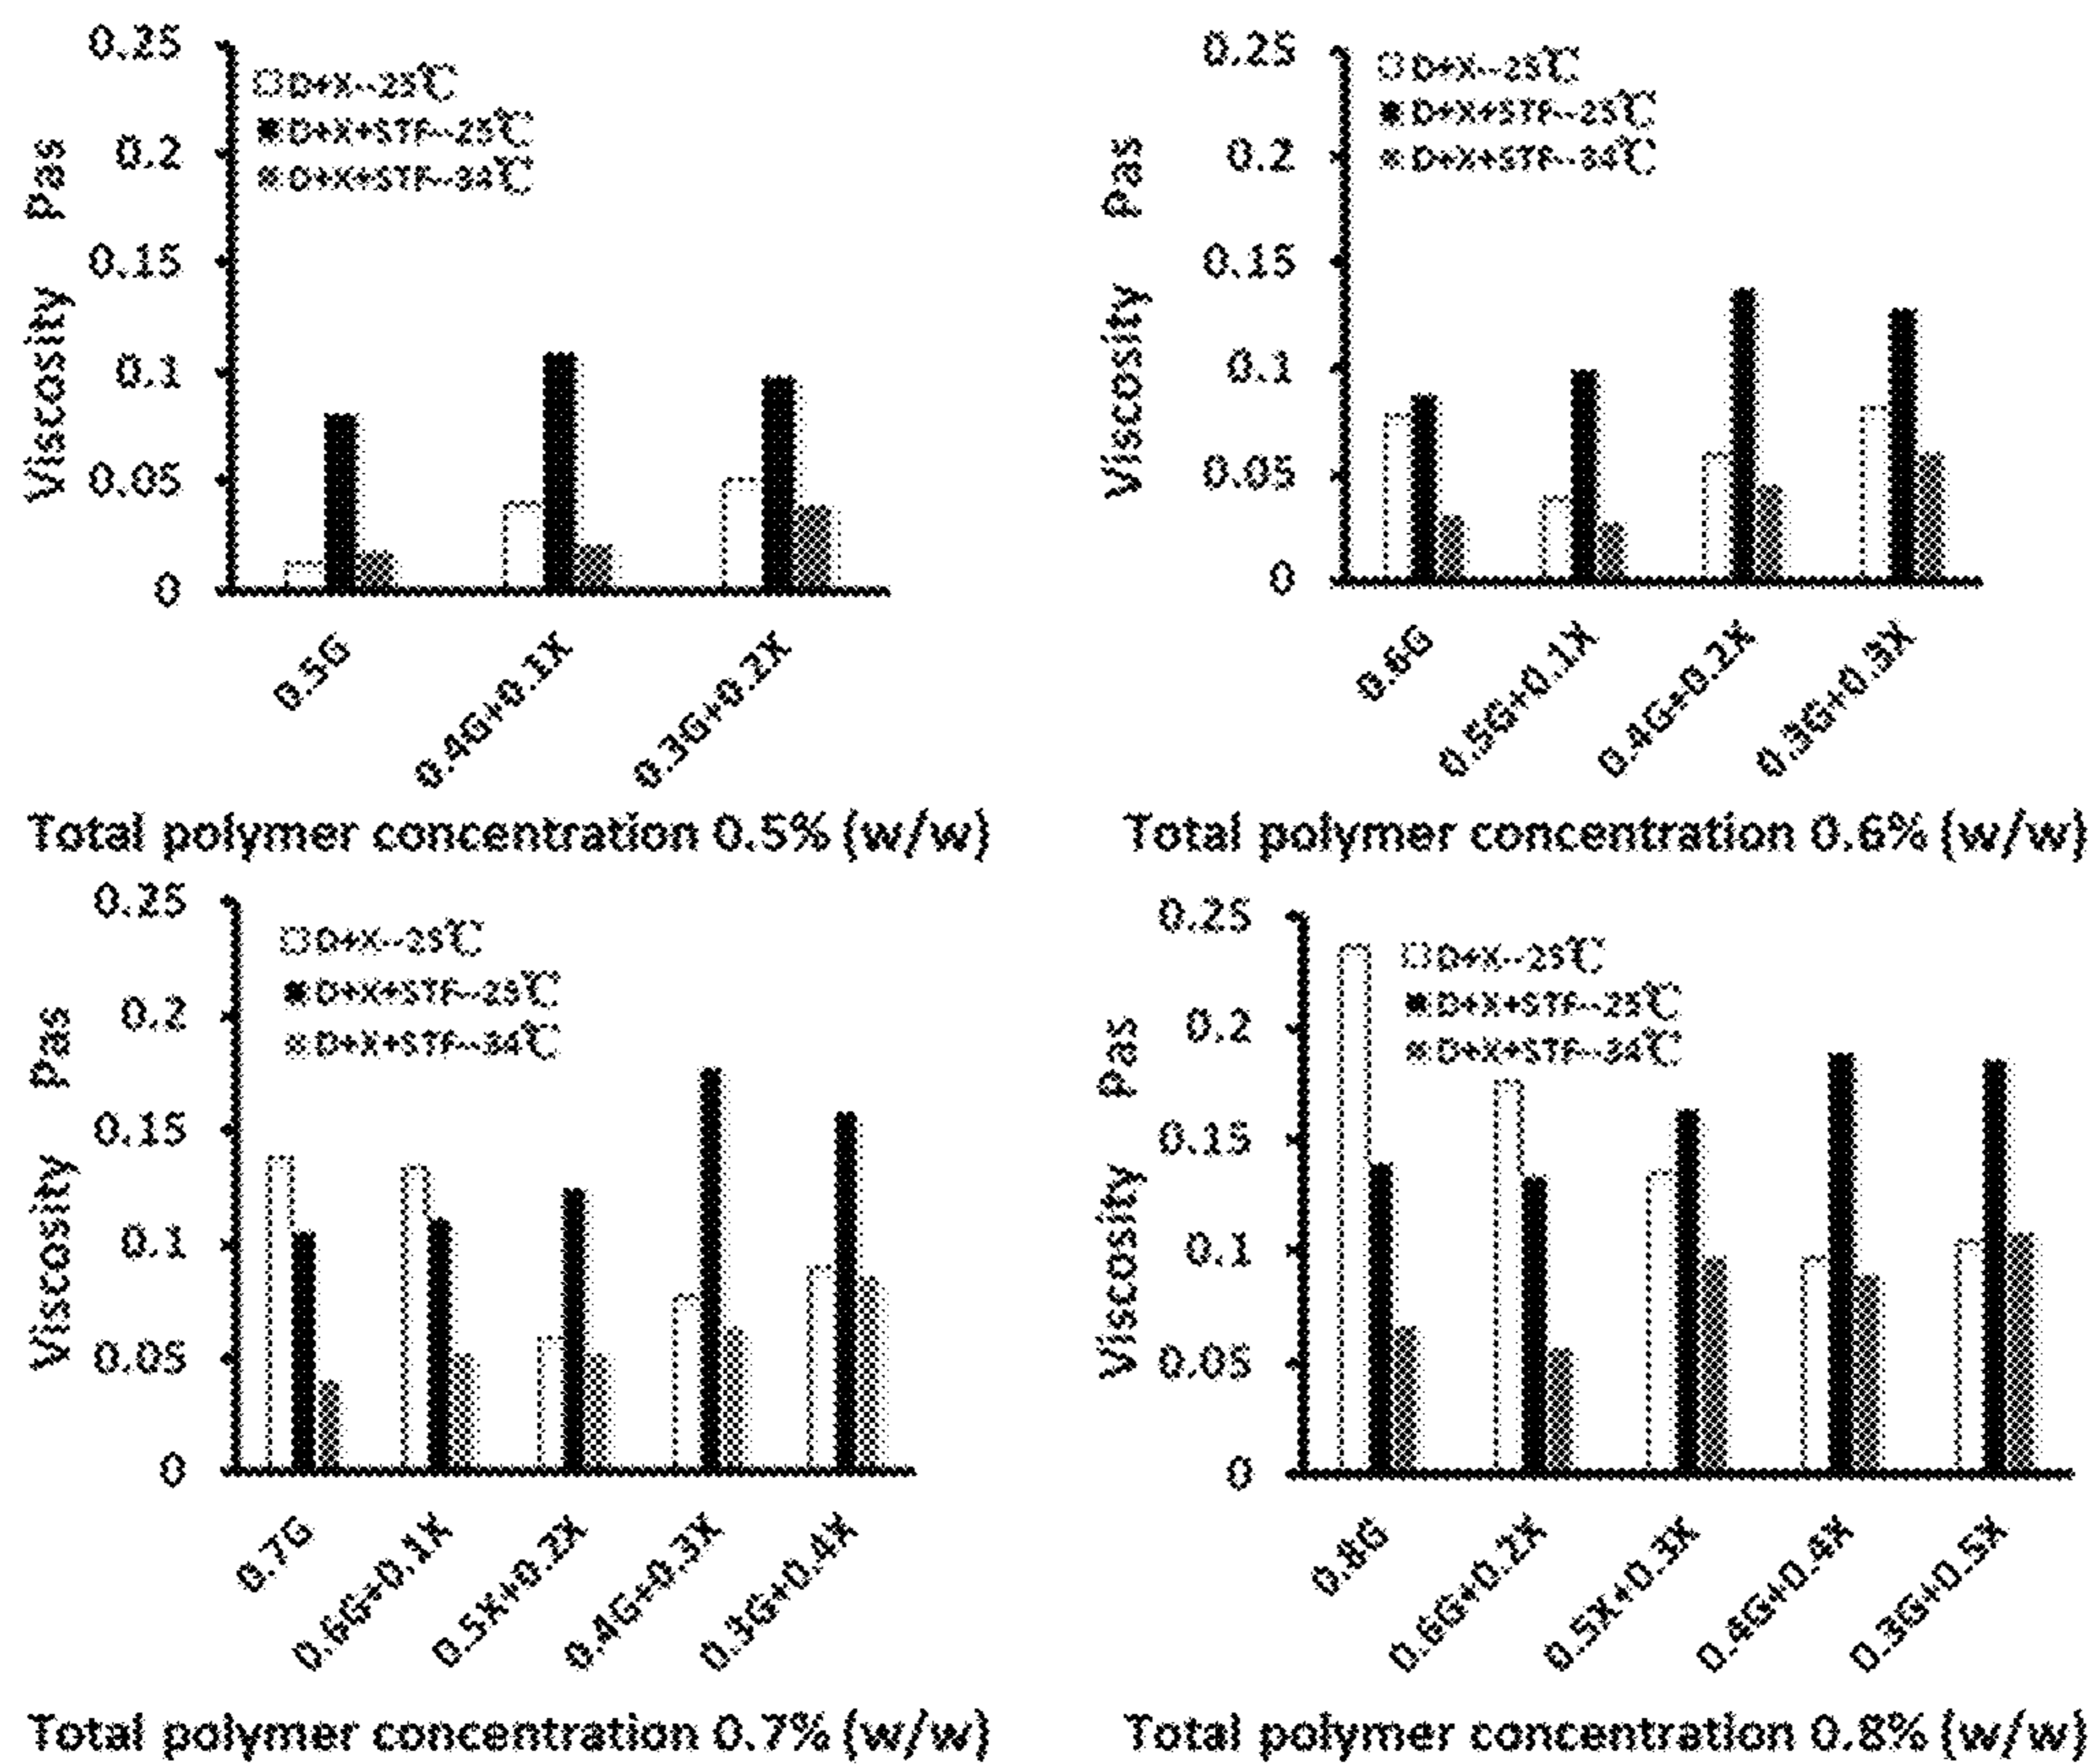 0.25
0.2
0.15
0.1
0.05
0
Viscosity Pas
D+X--25℃
D+X+STF--25℃
D+X+STF--34℃
0.5G
0.4G+0.1X
0.3G+0.2X
Total polymer concentration 0.5% (w/w)
0.25
0.2
0.15
0.1
0.05
0
Viscosity Pas
D+X--25℃
D+X+STF--25℃
D+X+STF--34℃
0.6G
0.5G+0.1X
0.4G+0.2X
0.3G+0.3X
Total polymer concentration 0.6% (w/w)
0.25
0.2
0.15
0.1
0.05
0
Viscosity Pas
D+X--25℃
D+X+STF--25℃
D+X+STF--34℃
0.7G
0.6G+0.1X
0.5X+0.2X
0.4G+0.3X
0.3G+0.4X
Total polymer concentration 0.7% (w/w)
0.25
0.2
0.15
0.1
0.05
0
Viscosity Pas
D+X--25℃
D+X+STF--25℃
D+X+STF--34℃
0.8G
0.6G+0.2X
0.5X+0.3X
0.4G+0.4X
0.3G+0.5X
Total polymer concentration 0.8% (w/w)